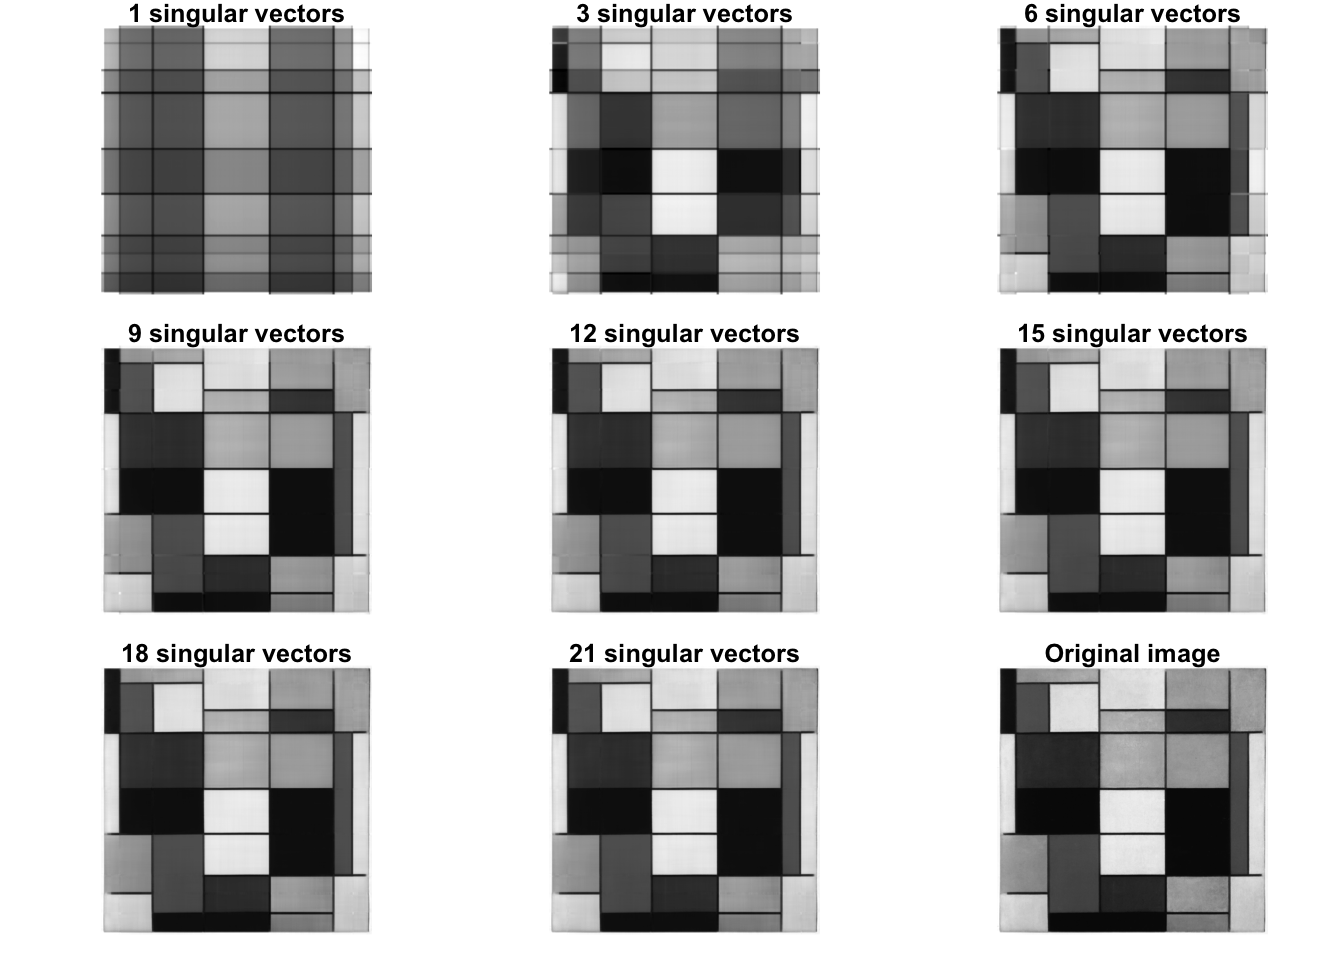 1 singular vectors
3 singular vectors
6 singular vectors
9 singular vectors
12 singular vectors
15 singular vectors
18 singular vectors
21 singular vectors
Original image